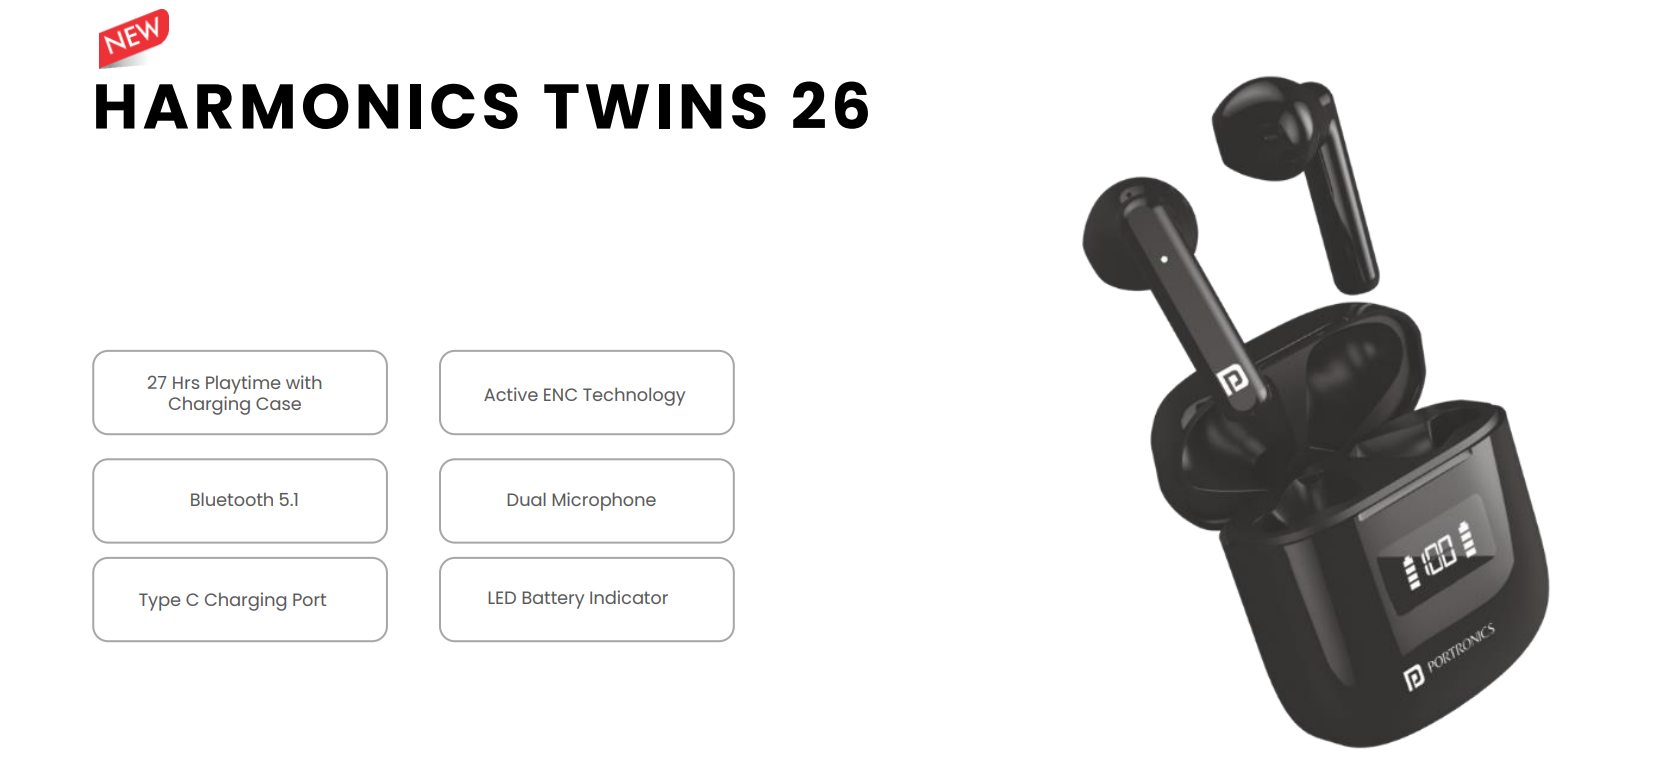 NEW
HARMONICS TWINS 26
27 Hrs Playtime with
Charging Case
Active ENC Technology
Bluetooth 5.1
Dual Microphone
Type C Charging Port
LED Battery Indicator
100
PORTRONICS